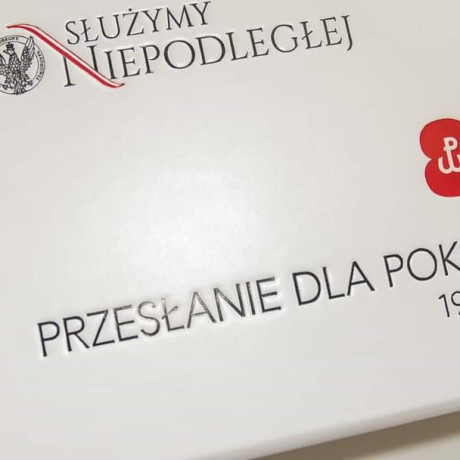 SŁUŻYMY
NIEPODLEGŁEJ
PRZESŁANIE DLA POK
19